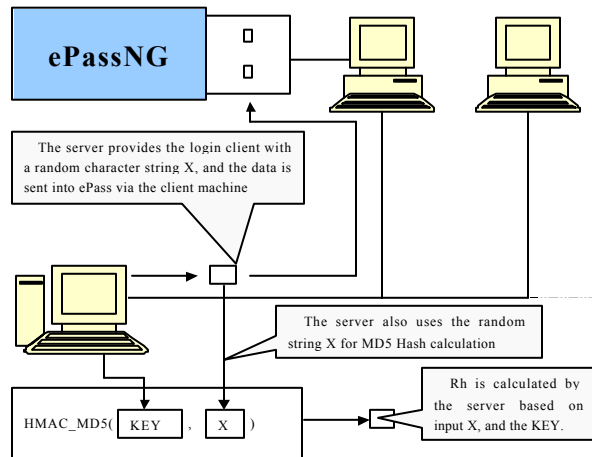 ePassNG
The server provides the login client with
a random character string X, and the data is
sent into ePass via the client machine
The server also uses the random
string X for MD5 Hash calculation
HMAC_MD5( KEY , X )
Rh is calculated by
the server based on
input X, and the KEY.